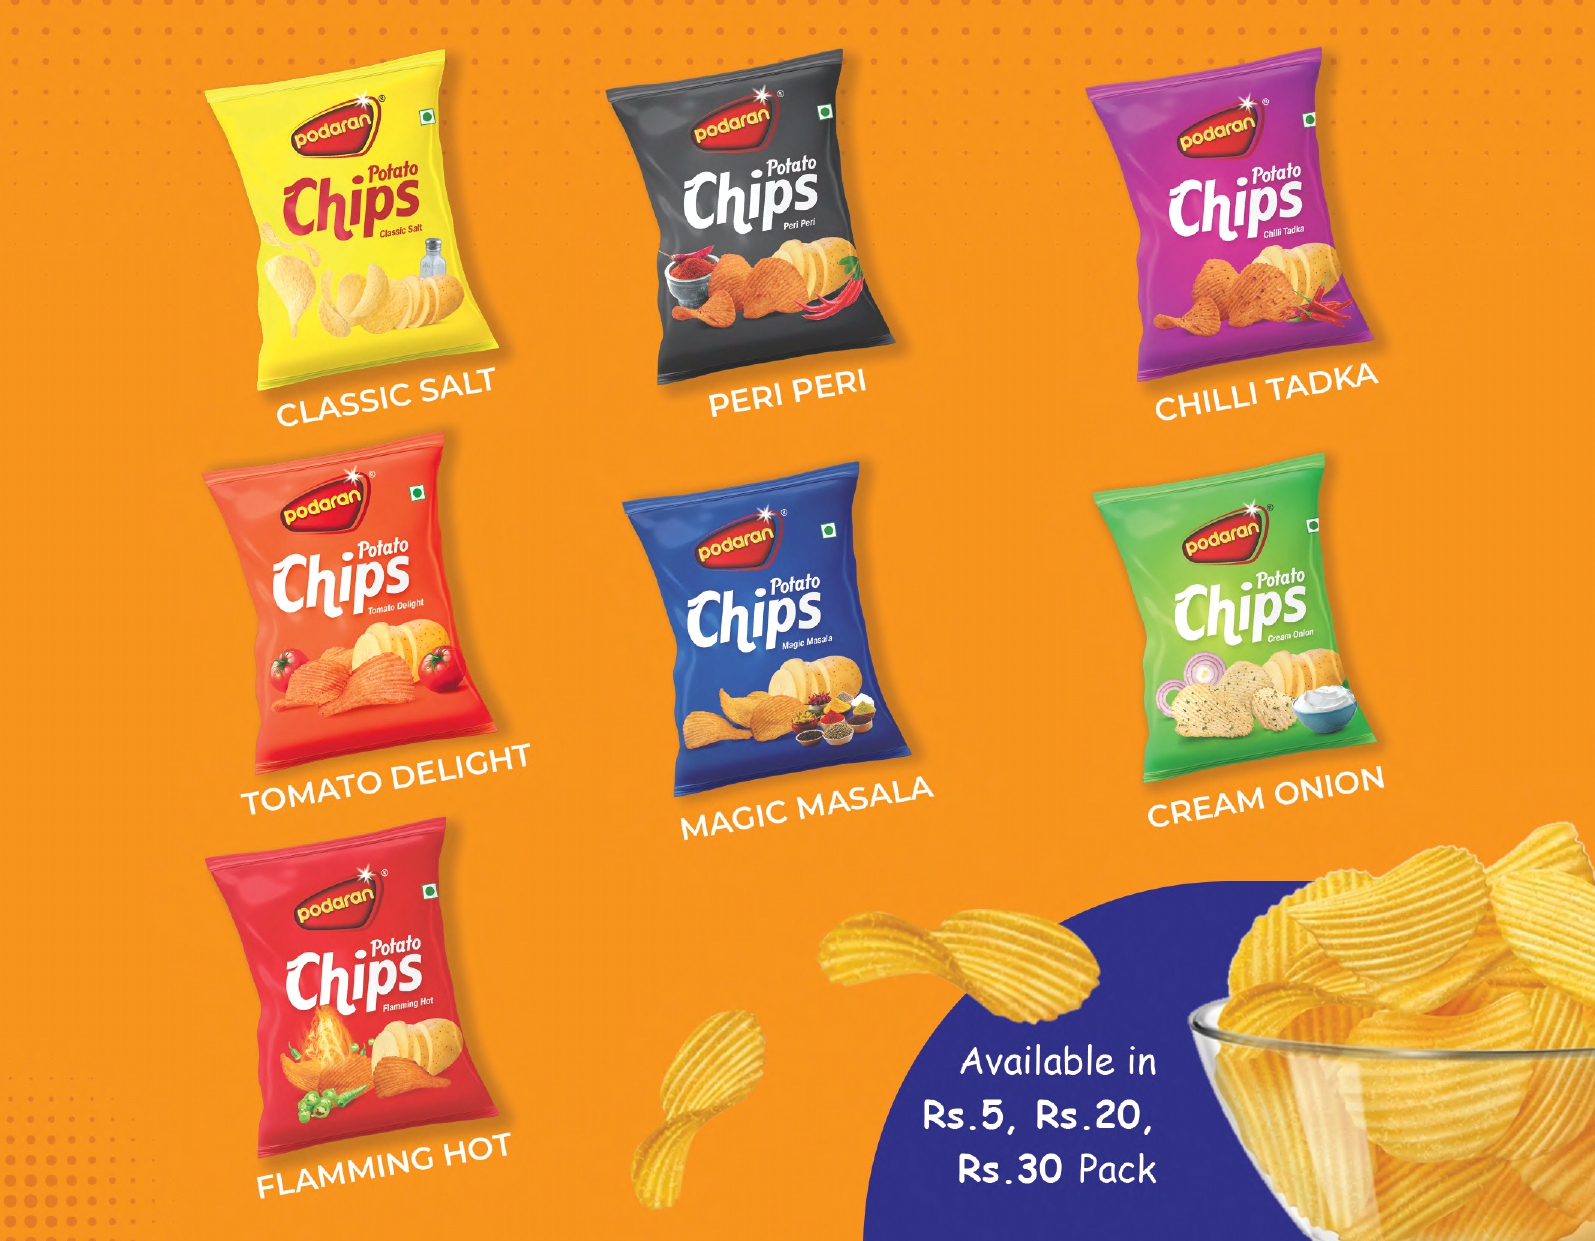 podaran®
Potato
Chips
Classic Salt
CLASSIC SALT
podaran®
Potato
Chips
Peri Peri
PERI PERI
podaran®
Potato
Chips
Chilli Tadka
CHILLI TADKA
podaran®
Potato
Chips
Tomato Delight
TOMATO DELIGHT
podaran®
Potato
Chips
Magic Masala
MAGIC MASALA
podaran®
Potato
Chips
Cream Onion
CREAM ONION
podaran®
Potato
Chips
Flamming Hot
FLAMMING HOT
Available in
Rs.5, Rs.20,
Rs.30 Pack